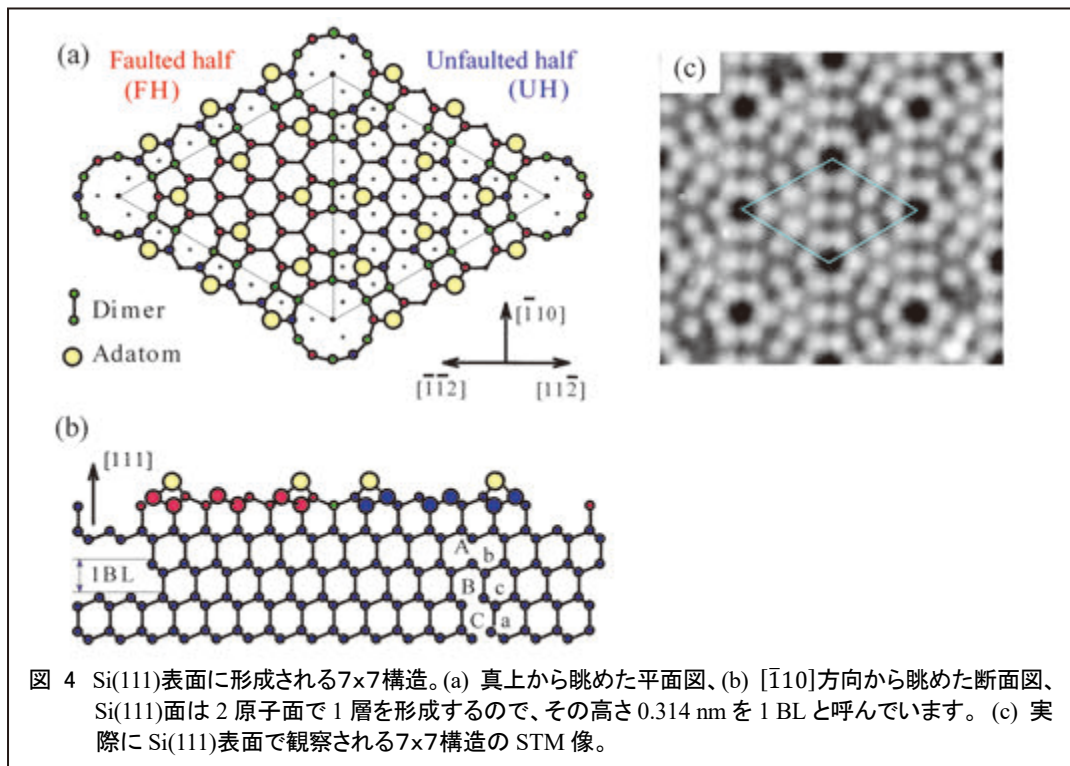 (a)
Faulted half
(FH)
Unfaulted half
(UH)
(c)
Dimer
Adatom
[1̄10]
[1̄1̄2]
[112̄]
(b)
[111]
1BL
A
b
B
c
C
a
図 4 Si(111)表面に形成される7x7構造。(a) 真上から眺めた平面図、(b) [1̄10]方向から眺めた断面図、
Si(111)面は 2 原子面で 1 層を形成するので、その高さ 0.314 nm を 1 BL と呼んでいます。 (c) 実
際に Si(111)表面で観察される7x7構造の STM 像。